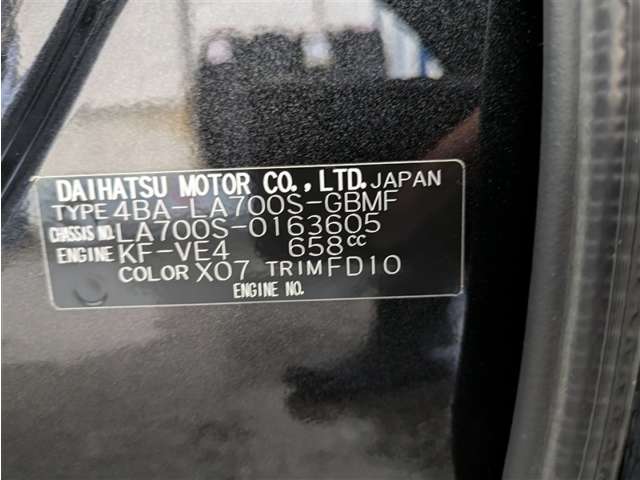 DAIHATSU MOTOR CO., LTD. JAPAN
TYPE 4BA-LA700S-GBMF
CHASSIS NO. LA700S-0163605
ENGINE KF-VE4 658cc
COLOR X07 TRIM FD10
ENGINE NO.